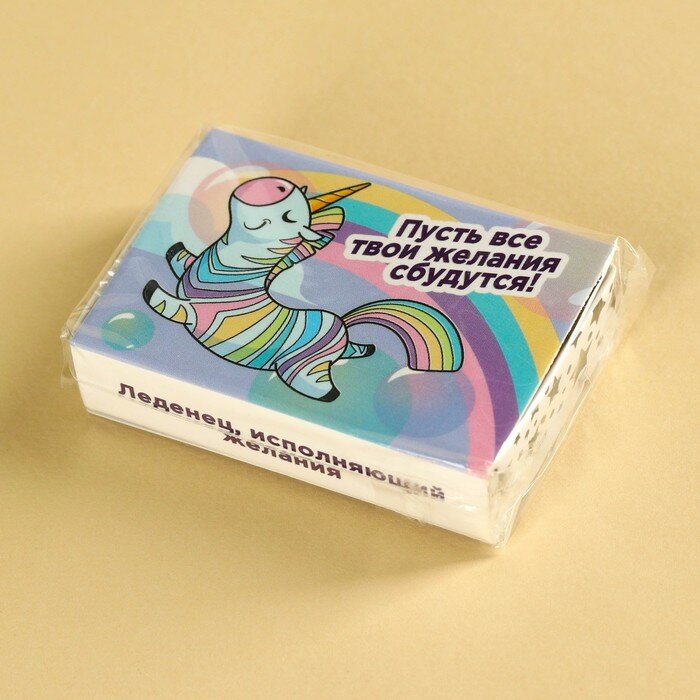 Пусть все
твои желания
сбудутся!
Леденец, исполняющий
желания